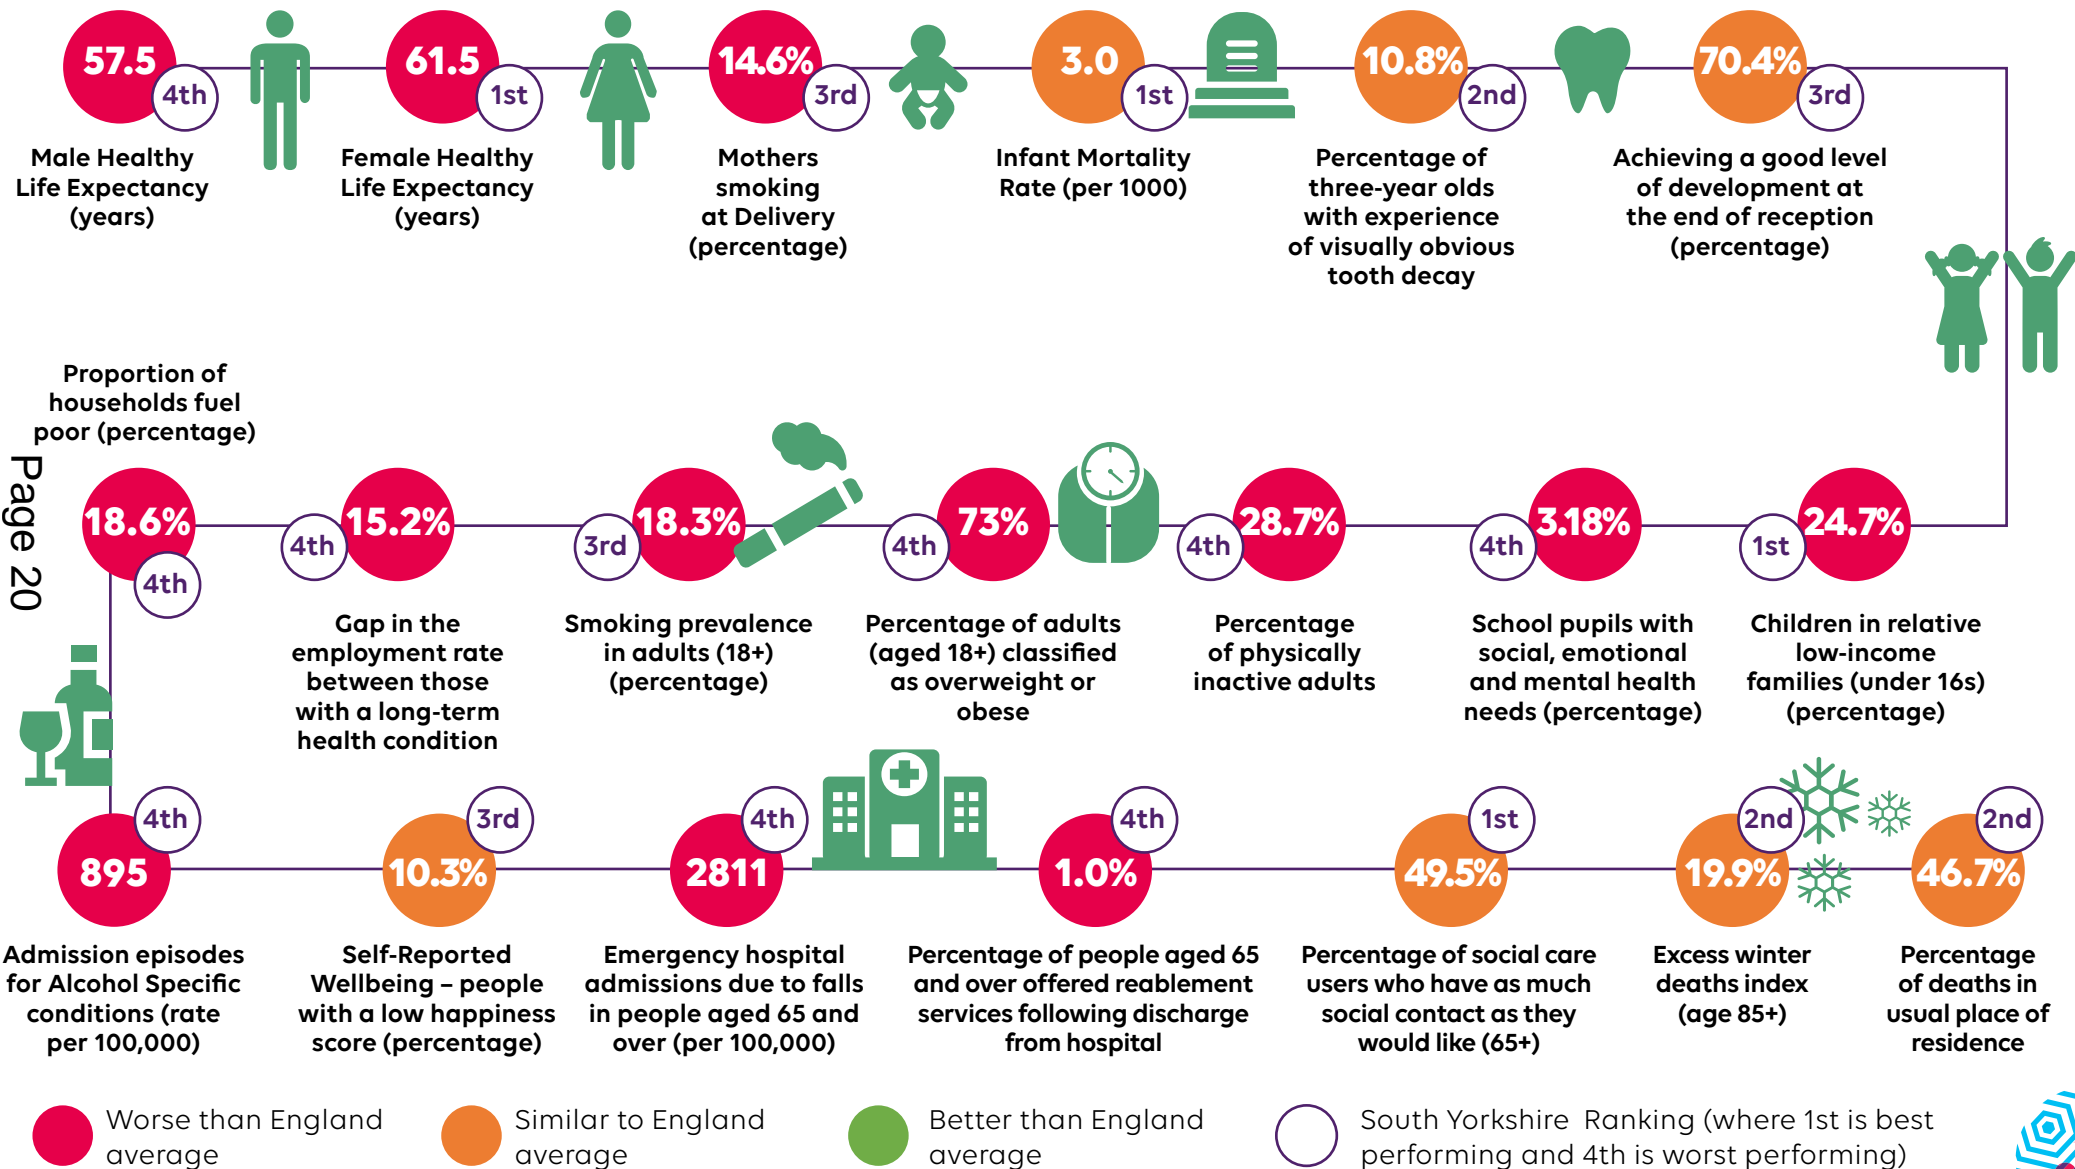 57.5
4th
Male Healthy
Life Expectancy
(years)
61.5
1st
Female Healthy
Life Expectancy
(years)
14.6%
3rd
Mothers
smoking
at Delivery
(percentage)
3.0
1st
Infant Mortality
Rate (per 1000)
10.8%
2nd
Percentage of
three-year olds
with experience
of visually obvious
tooth decay
70.4%
3rd
Achieving a good level
of development at
the end of reception
(percentage)
Proportion of
households fuel
poor (percentage)
18.6%
4th
4th
15.2%
Gap in the
employment rate
between those
with a long-term
health condition
3rd
18.3%
Smoking prevalence
in adults (18+)
(percentage)
4th
73%
Percentage of adults
(aged 18+) classified
as overweight or
obese
4th
28.7%
Percentage
of physically
inactive adults
4th
3.18%
School pupils with
social, emotional
and mental health
needs (percentage)
1st
24.7%
Children in relative
low-income
families (under 16s)
(percentage)
Page 20
4th
895
Admission episodes
for Alcohol Specific
conditions (rate
per 100,000)
3rd
10.3%
Self-Reported
Wellbeing – people
with a low happiness
score (percentage)
4th
2811
Emergency hospital
admissions due to falls
in people aged 65 and
over (per 100,000)
4th
1.0%
Percentage of people aged 65
and over offered reablement
services following discharge
from hospital
1st
49.5%
Percentage of social care
users who have as much
social contact as they
would like (65+)
2nd
19.9%
Excess winter
deaths index
(age 85+)
2nd
46.7%
Percentage
of deaths in
usual place of
residence
Worse than England
average
Similar to England
average
Better than England
average
South Yorkshire Ranking (where 1st is best
performing and 4th is worst performing)